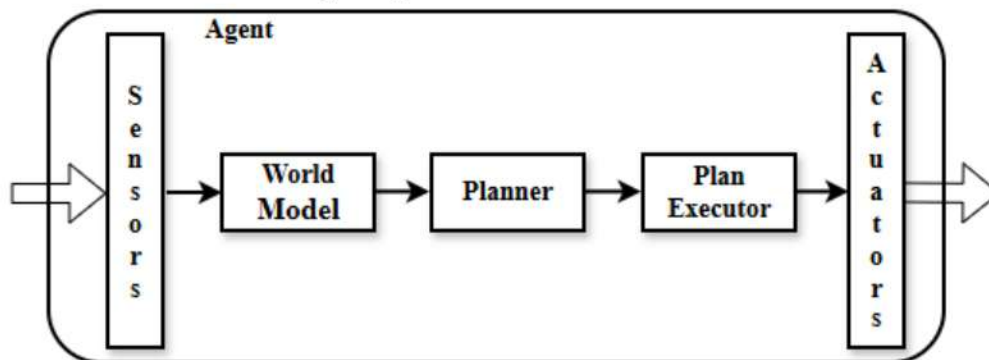 Agent
Sensors
World
Model
Planner
Plan
Executor
Actuators